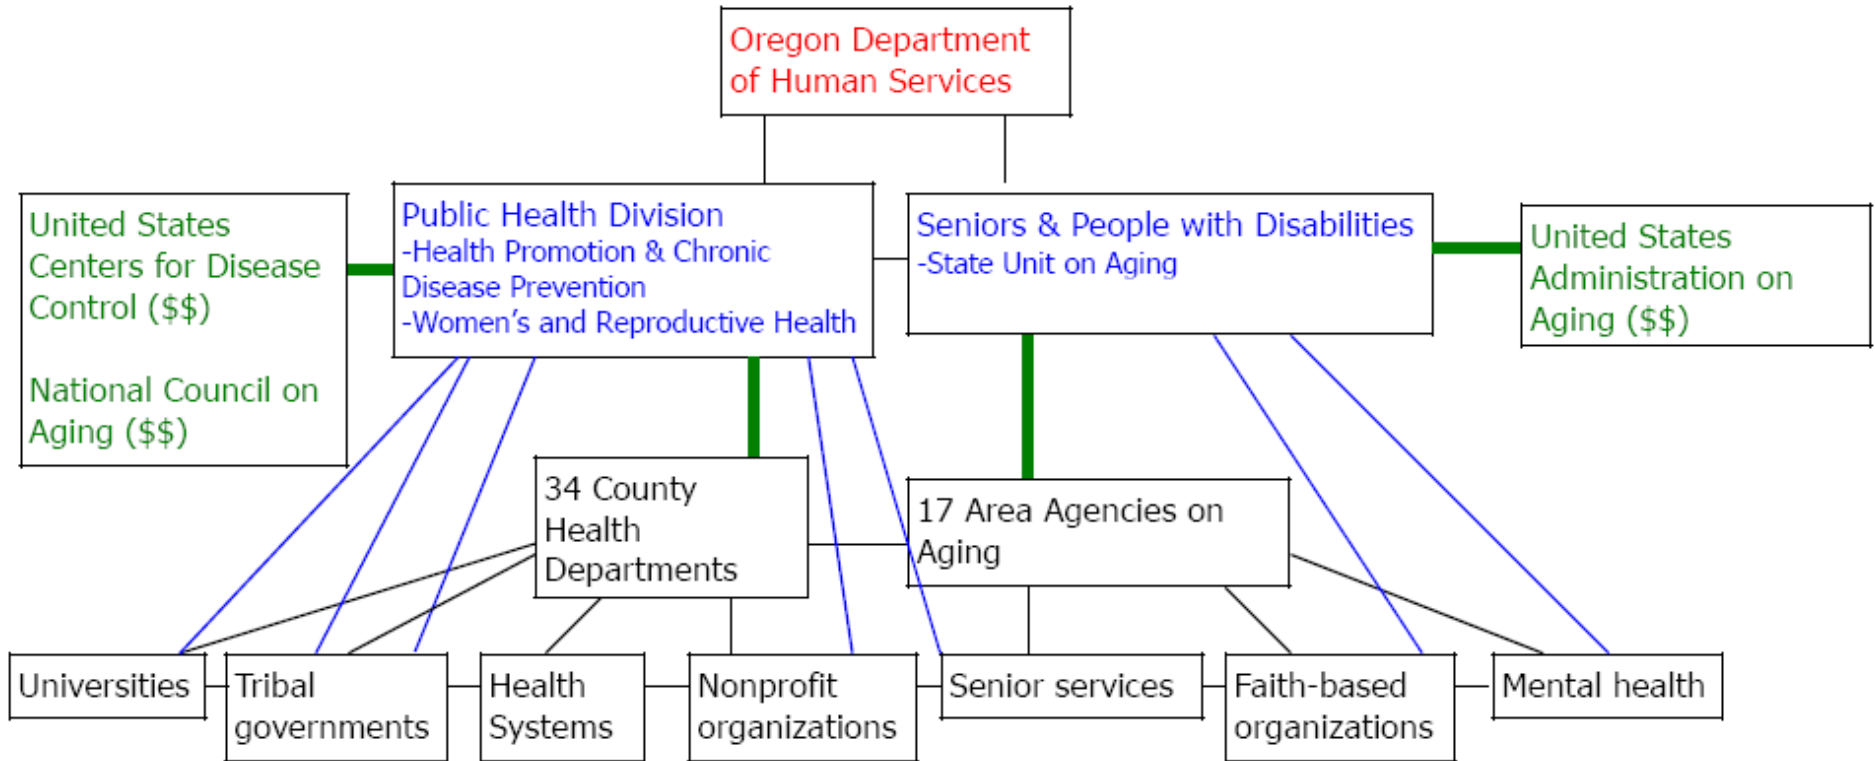 Oregon Department
of Human Services
United States
Centers for Disease
Control ($$)
National Council on
Aging ($$)
Public Health Division
-Health Promotion & Chronic
Disease Prevention
-Women’s and Reproductive Health
Seniors & People with Disabilities
-State Unit on Aging
United States
Administration on
Aging ($$)
34 County
Health
Departments
17 Area Agencies on
Aging
Universities
Tribal
governments
Health
Systems
Nonprofit
organizations
Senior services
Faith-based
organizations
Mental health